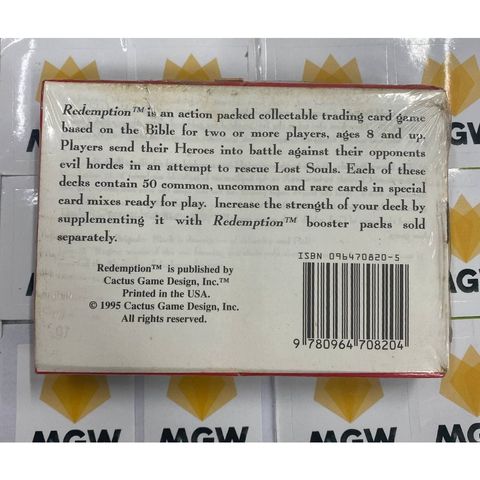 Redemption™ is an action packed collectable trading card game
based on the Bible for two or more players, ages 8 and up.
Players send their Heroes into battle against their opponents
evil hordes in an attempt to rescue Lost Souls. Each of these
decks contain 50 common, uncommon and rare cards in special
card mixes ready for play. Increase the strength of your deck by
supplementing it with Redemption™ booster packs sold
separately.
Redemption™ is published by
Cactus Game Design, Inc.™
Printed in the USA.
© 1995 Cactus Game Design, Inc.
All rights reserved.
ISBN 096470820-5
9 780964 708204
MGW
MGW
MGW
MGW
MGW